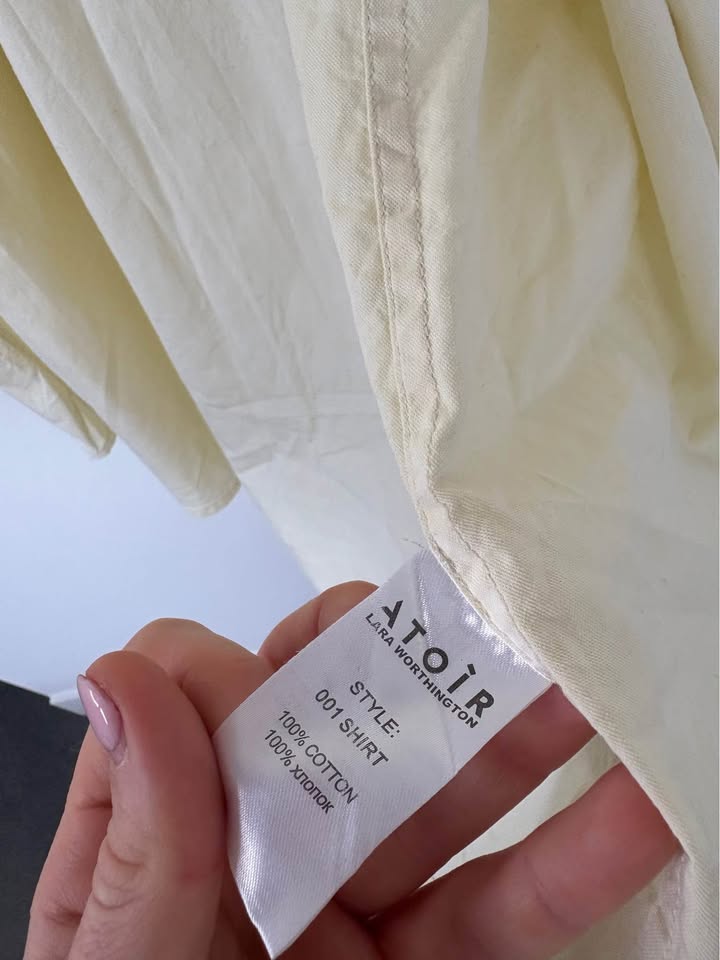 ATOÌR
LARA WORTHINGTON
STYLE:
001 SHIRT
100% COTTON
100% ХЛОПОК